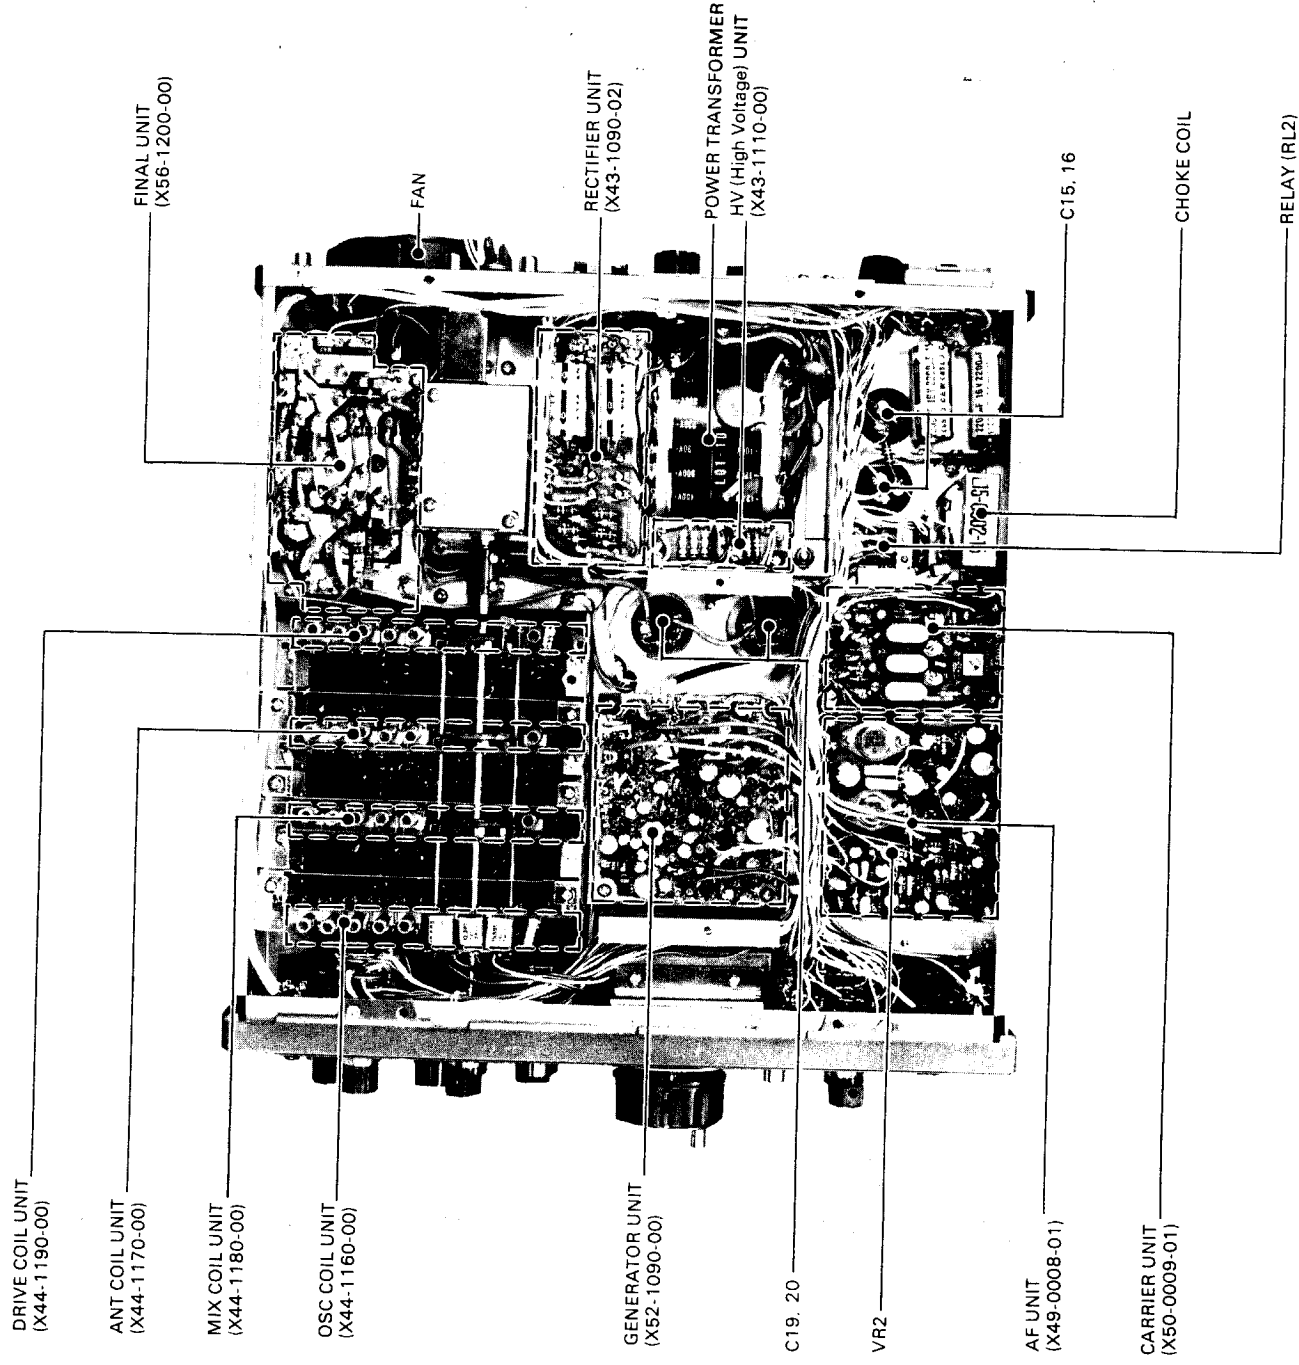 DRIVE COIL UNIT
(X44-1190-00)
ANT COIL UNIT
(X44-1170-00)
MIX COIL UNIT
(X44-1180-00)
OSC COIL UNIT
(X44-1160-00)
GENERATOR UNIT
(X52-1090-00)
C19. 20
VR2
AF UNIT
(X49-0008-01)
CARRIER UNIT
(X50-0009-01)
FINAL UNIT
(X56-1200-00)
FAN
RECTIFIER UNIT
(X43-1090-02)
POWER TRANSFORMER
HV (High Voltage) UNIT
(X43-1110-00)
C15. 16
CHOKE COIL
RELAY (RL2)